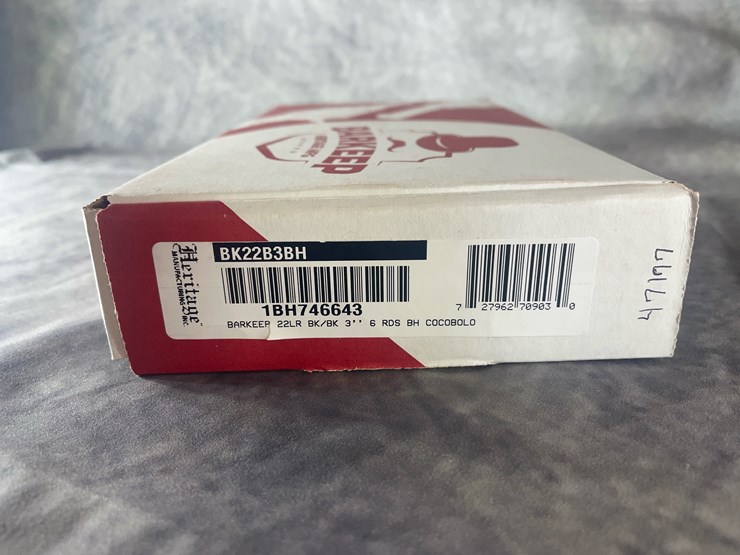 BARKEEP
Heritage
MANUFACTURING, INC.
BK22B3BH
1BH746643
BARKEEP 22LR BK/BK 3'' 6 RDS BH COCOBOLO
7 27962 70903 0
47177